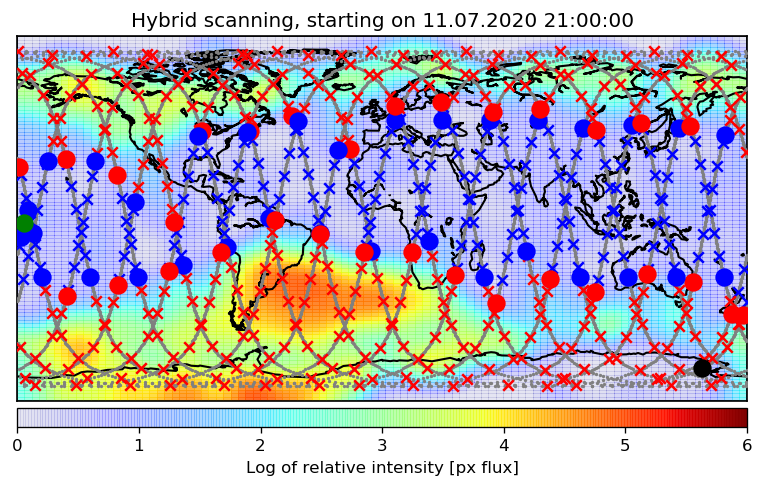 Hybrid scanning, starting on 11.07.2020 21:00:00
0 1 2 3 4 5 6
Log of relative intensity [px flux]